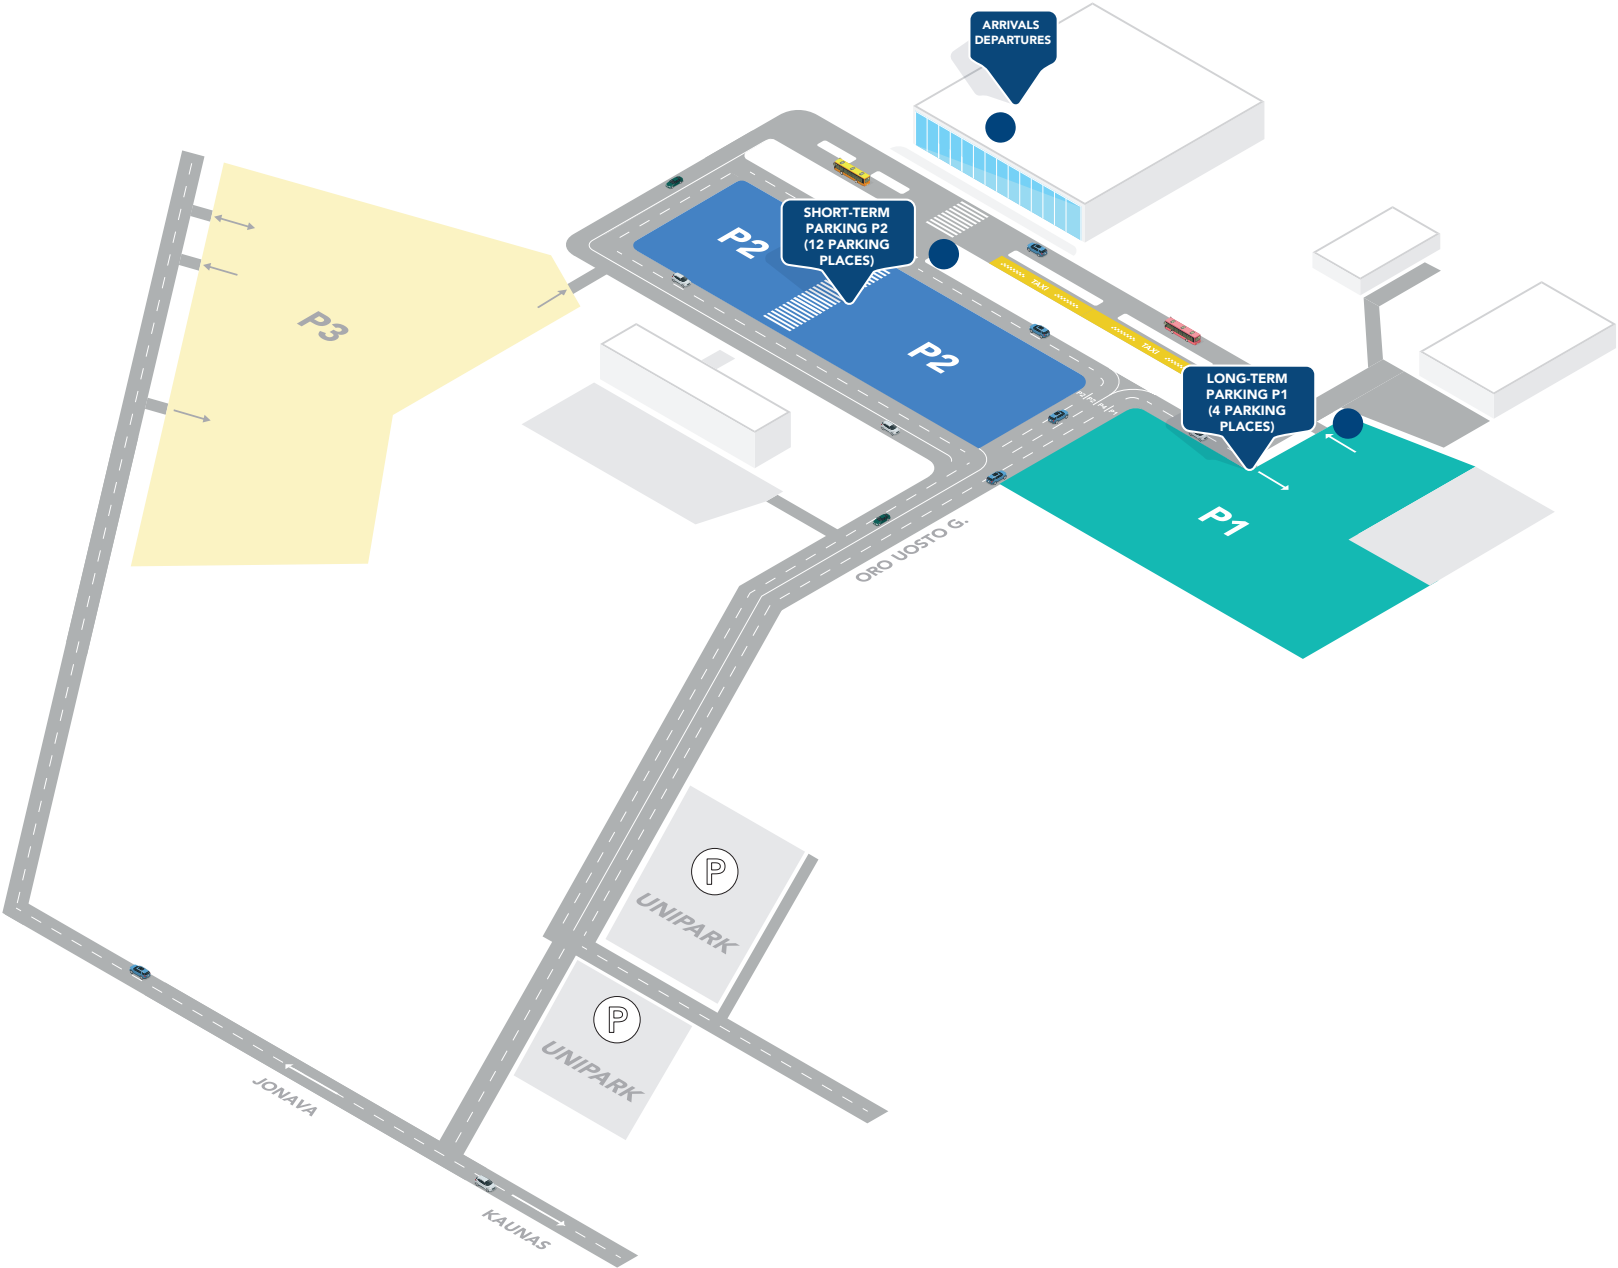 ARRIVALS
DEPARTURES
SHORT-TERM
PARKING P2
(12 PARKING
PLACES)
P2
P2
TAXI
TAXI
LONG-TERM
PARKING P1
(4 PARKING
PLACES)
P3
P1
ORO UOSTO G.
P
UNIPARK
P
UNIPARK
JONAVA
KAUNAS